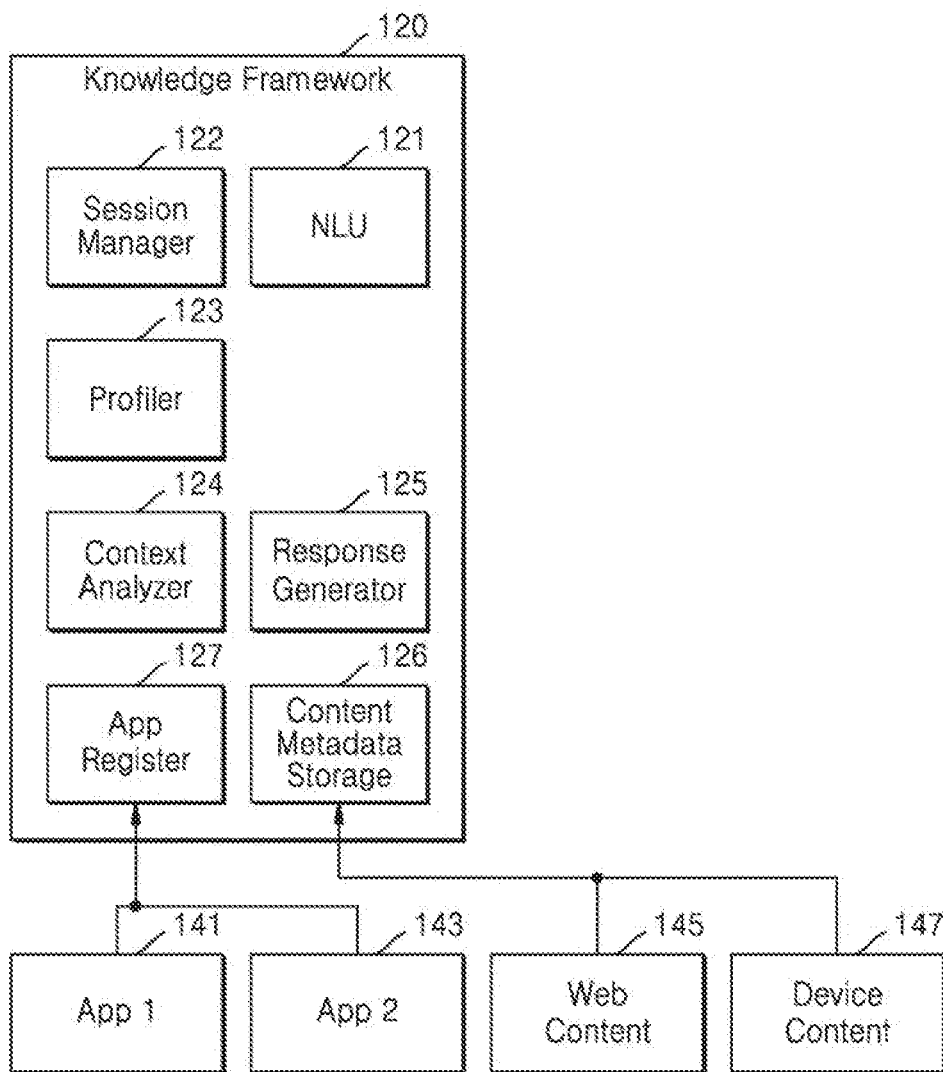 120
Knowledge Framework
122
121
Session
Manager
NLU
123
Profiler
124
125
Context
Analyzer
Response
Generator
127
126
App
Register
Content
Metadata
Storage
141
143
145
147
App 1
App 2
Web
Content
Device
Content